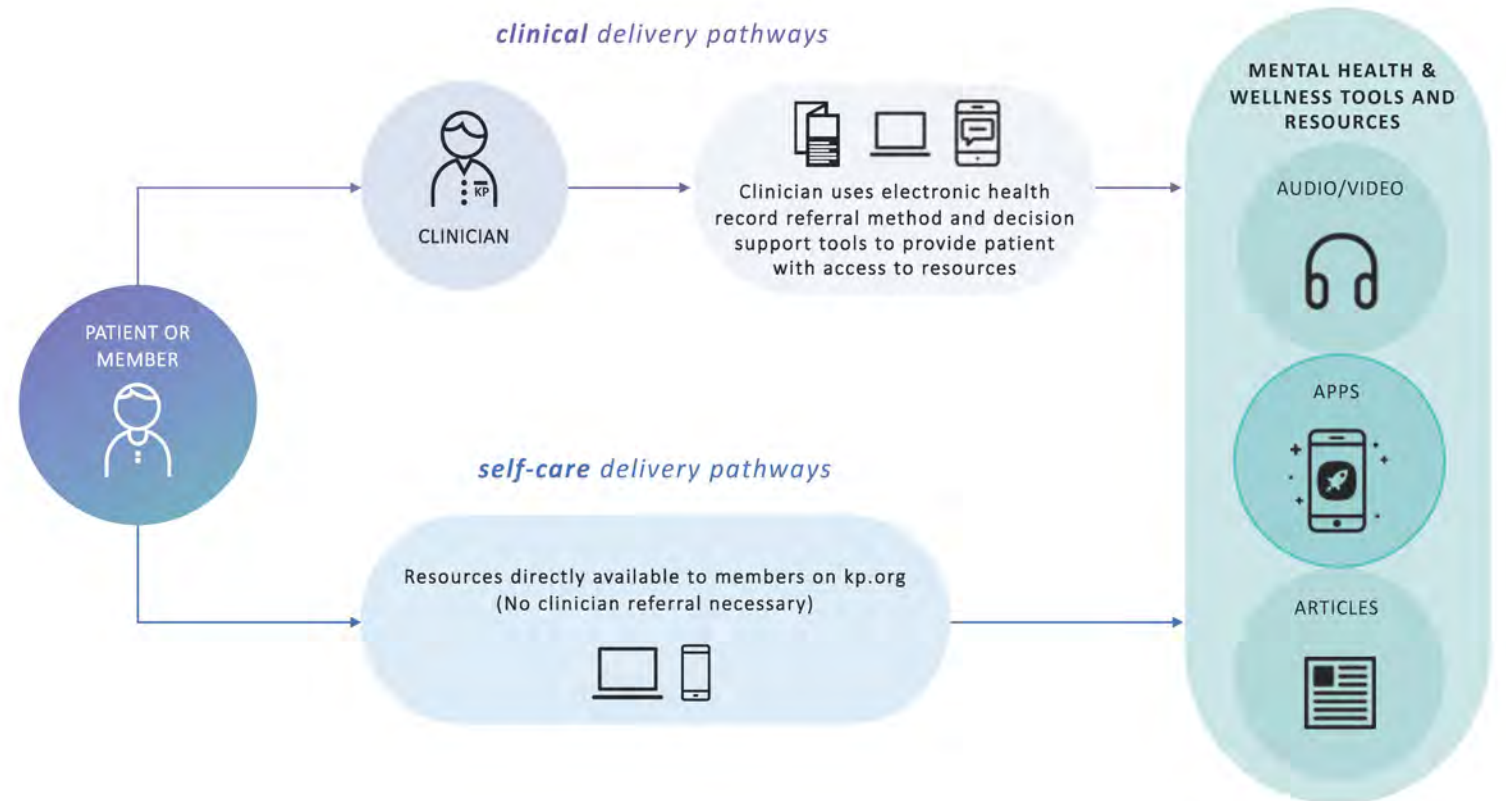 clinical delivery pathways
MENTAL HEALTH &
WELLNESS TOOLS AND
RESOURCES
AUDIO/VIDEO
KP
CLINICIAN
Clinician uses electronic health
record referral method and decision
support tools to provide patient
with access to resources
PATIENT OR
MEMBER
APPS
self-care delivery pathways
Resources directly available to members on kp.org
(No clinician referral necessary)
ARTICLES